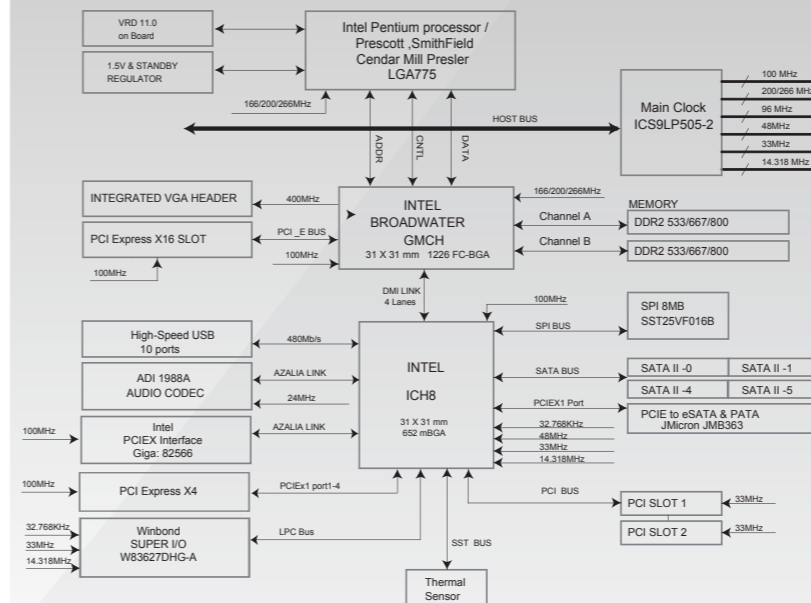 VRD 11.0
on Board
1.5V & STANDBY
REGULATOR
Intel Pentium processor /
Prescott ,SmithField
Cendar Mill Presler
LGA775
166/200/266MHz
HOST BUS
ADDR
CNTL
DATA
Main Clock
ICS9LP505-2
100 MHz
200/266 MHz
96 MHz
48MHz
33MHz
14.318 MHz
INTEGRATED VGA HEADER
400MHz
PCI Express X16 SLOT
PCI _E BUS
100MHz
100MHz
INTEL
BROADWATER
GMCH
31 X 31 mm 1226 FC-BGA
166/200/266MHz
Channel A
Channel B
MEMORY
DDR2 533/667/800
DDR2 533/667/800
DMI LINK
4 Lanes
100MHz
High-Speed USB
10 ports
480Mb/s
ADI 1988A
AUDIO CODEC
AZALIA LINK
24MHz
100MHz
Intel
PCIEX Interface
Giga: 82566
AZALIA LINK
INTEL
ICH8
31 X 31 mm
652 mBGA
SPI BUS
SPI 8MB
SST25VF016B
SATA BUS
SATA II -0
SATA II -1
SATA II -4
SATA II -5
PCIEX1 Port
PCIE to eSATA & PATA
JMicron JMB363
32.768KHz
48MHz
33MHz
14.318MHz
100MHz
PCI Express X4
PCIEx1 port1-4
PCI BUS
PCI SLOT 1
33MHz
PCI SLOT 2
33MHz
32.768KHz
33MHz
14.318MHz
Winbond
SUPER I/O
W83627DHG-A
LPC Bus
SST BUS
Thermal
Sensor